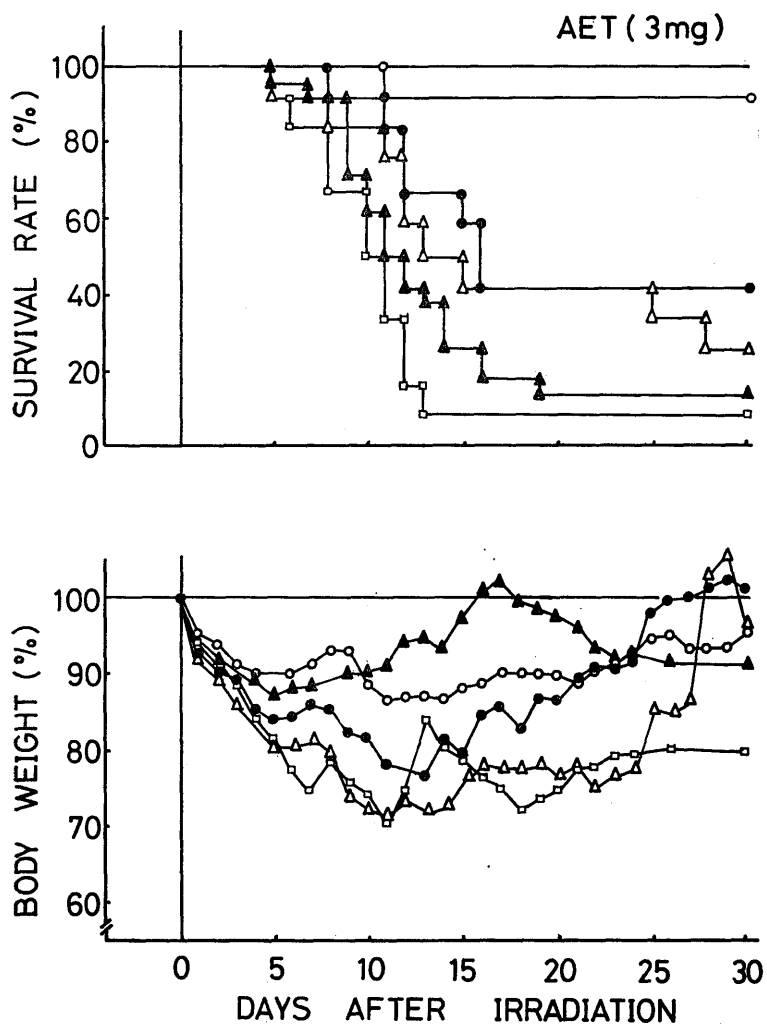 AET (3mg)
SURVIVAL RATE (%)
100
80
60
40
20
0
BODY WEIGHT (%)
100
90
80
70
60
0 5 10 15 20 25 30
DAYS AFTER IRRADIATION